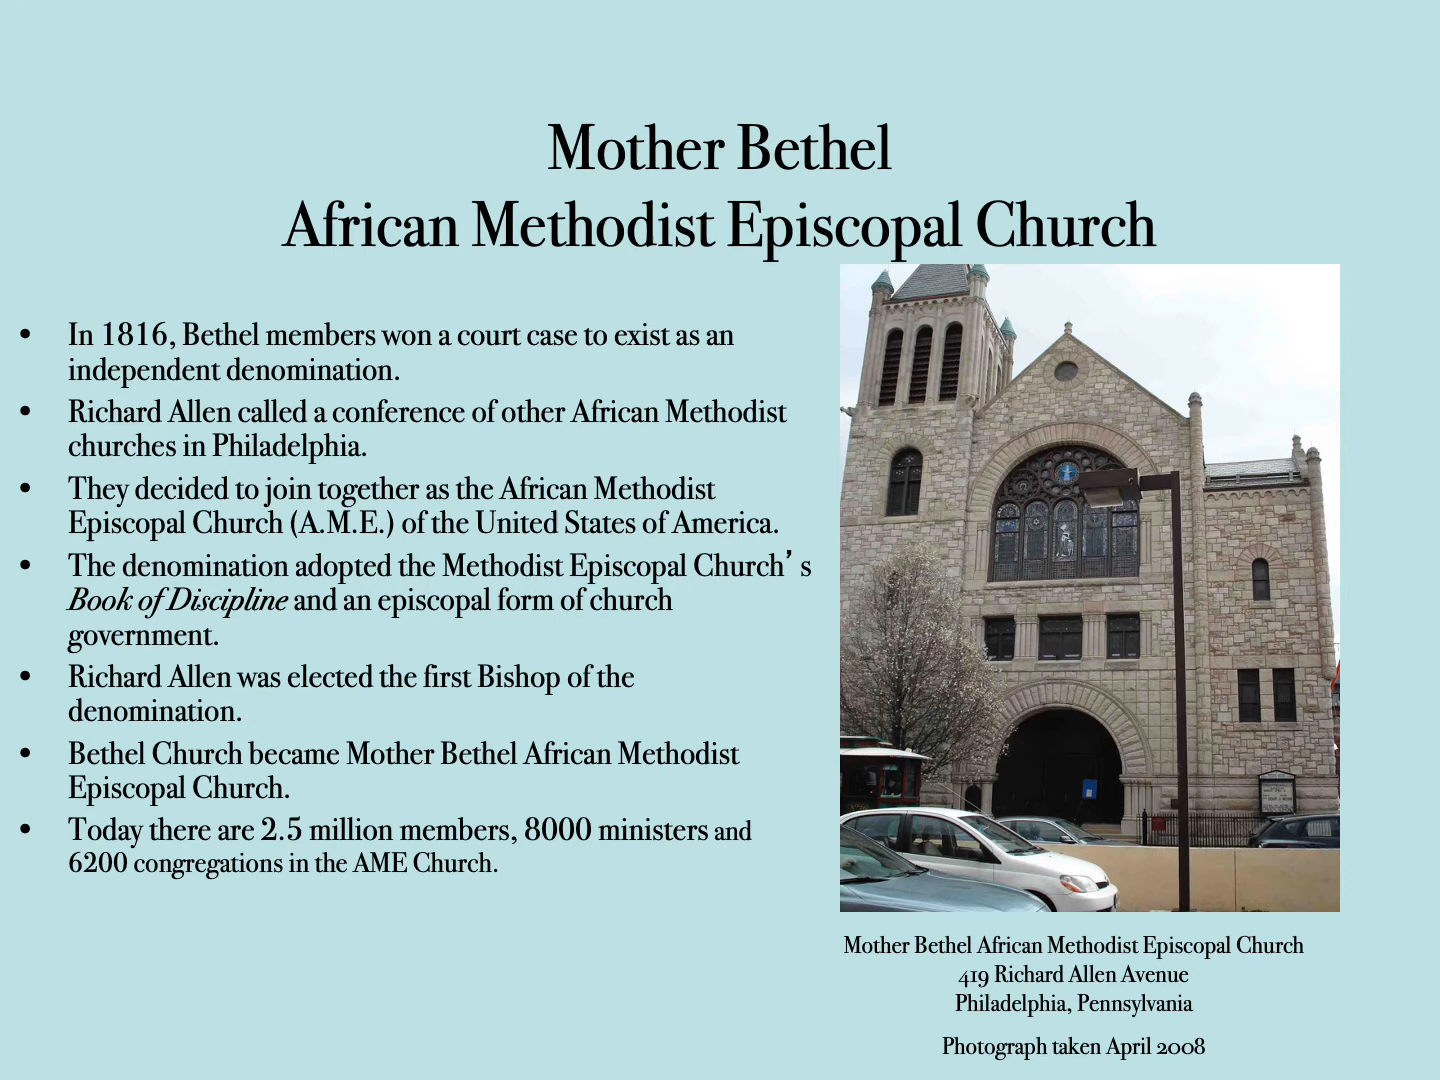 Mother Bethel
African Methodist Episcopal Church
• In 1816, Bethel members won a court case to exist as an
independent denomination.
• Richard Allen called a conference of other African Methodist
churches in Philadelphia.
• They decided to join together as the African Methodist
Episcopal Church (A.M.E.) of the United States of America.
• The denomination adopted the Methodist Episcopal Church’s
Book of Discipline and an episcopal form of church
government.
• Richard Allen was elected the first Bishop of the
denomination.
• Bethel Church became Mother Bethel African Methodist
Episcopal Church.
• Today there are 2.5 million members, 8000 ministers and
6200 congregations in the AME Church.
Mother Bethel African Methodist Episcopal Church
419 Richard Allen Avenue
Philadelphia, Pennsylvania
Photograph taken April 2008